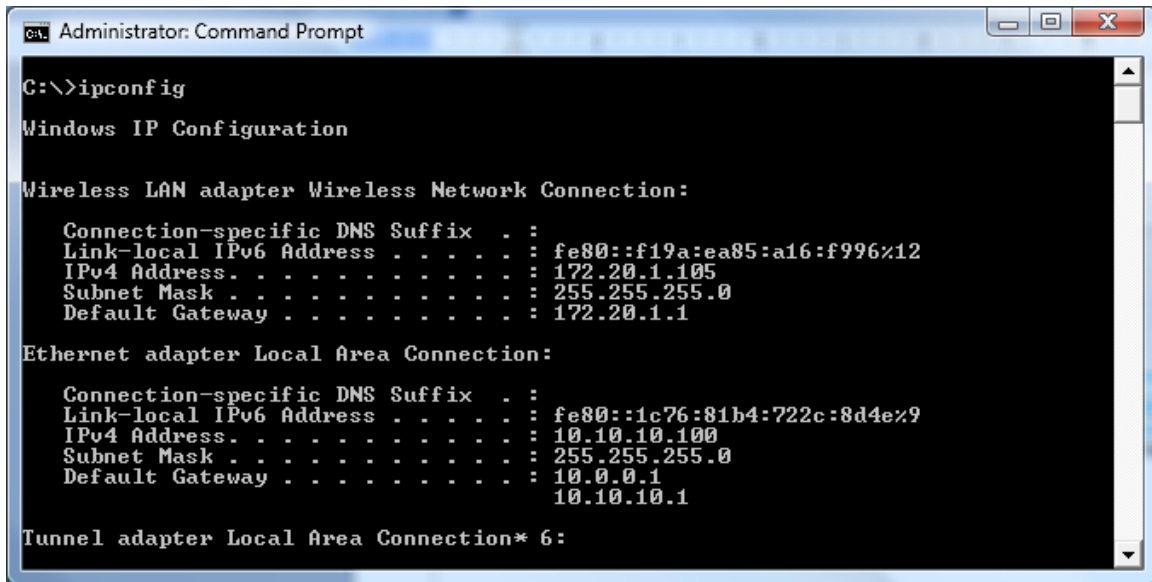 Administrator: Command Prompt
C:\>ipconfig
Windows IP Configuration
Wireless LAN adapter Wireless Network Connection:
Connection-specific DNS Suffix . :
Link-local IPv6 Address . . . . . : fe80::f19a:ea85:a16:f996%12
IPv4 Address. . . . . . . . . . . : 172.20.1.105
Subnet Mask . . . . . . . . . . . : 255.255.255.0
Default Gateway . . . . . . . . . : 172.20.1.1
Ethernet adapter Local Area Connection:
Connection-specific DNS Suffix . :
Link-local IPv6 Address . . . . . : fe80::1c76:81b4:722c:8d4e%9
IPv4 Address. . . . . . . . . . . : 10.10.10.100
Subnet Mask . . . . . . . . . . . : 255.255.255.0
Default Gateway . . . . . . . . . : 10.0.0.1
10.10.10.1
Tunnel adapter Local Area Connection* 6: